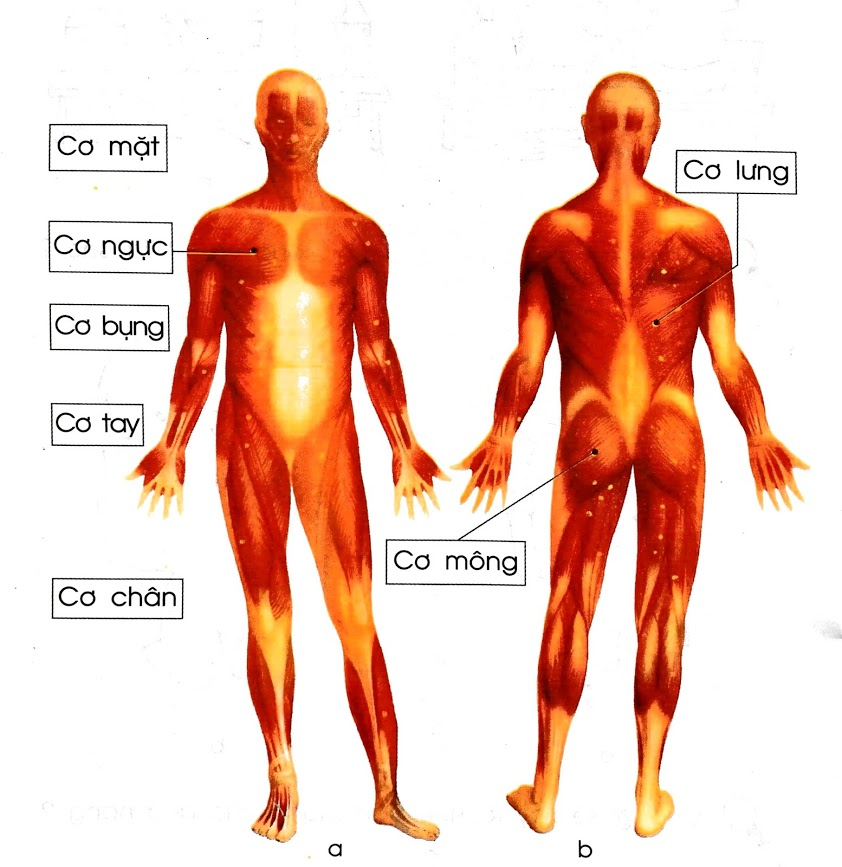 Cơ mặt
Cơ lưng
Cơ ngực
Cơ bụng
Cơ tay
Cơ mông
Cơ chân
a
b